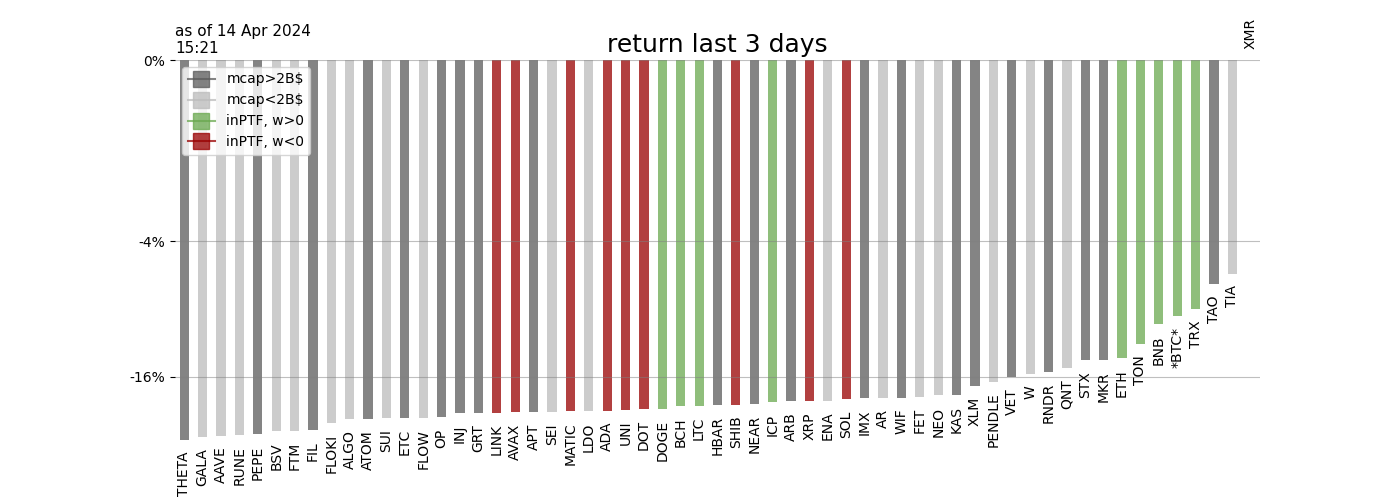 as of 14 Apr 2024
15:21
return last 3 days
XMR
0%
-4%
-16%
mcap>2B$
mcap<2B$
inPTF, w>0
inPTF, w<0
THETA
GALA
AAVE
RUNE
PEPE
BSV
FTM
FIL
FLOKI
ALGO
ATOM
SUI
ETC
FLOW
OP
INJ
GRT
LINK
AVAX
APT
SEI
MATIC
LDO
ADA
UNI
DOT
DOGE
BCH
LTC
HBAR
SHIB
NEAR
ICP
ARB
XRP
ENA
SOL
IMX
AR
WIF
FET
NEO
KAS
XLM
PENDLE
VET
W
RNDR
QNT
STX
MKR
ETH
TON
BNB
*BTC*
TRX
TAO
TIA